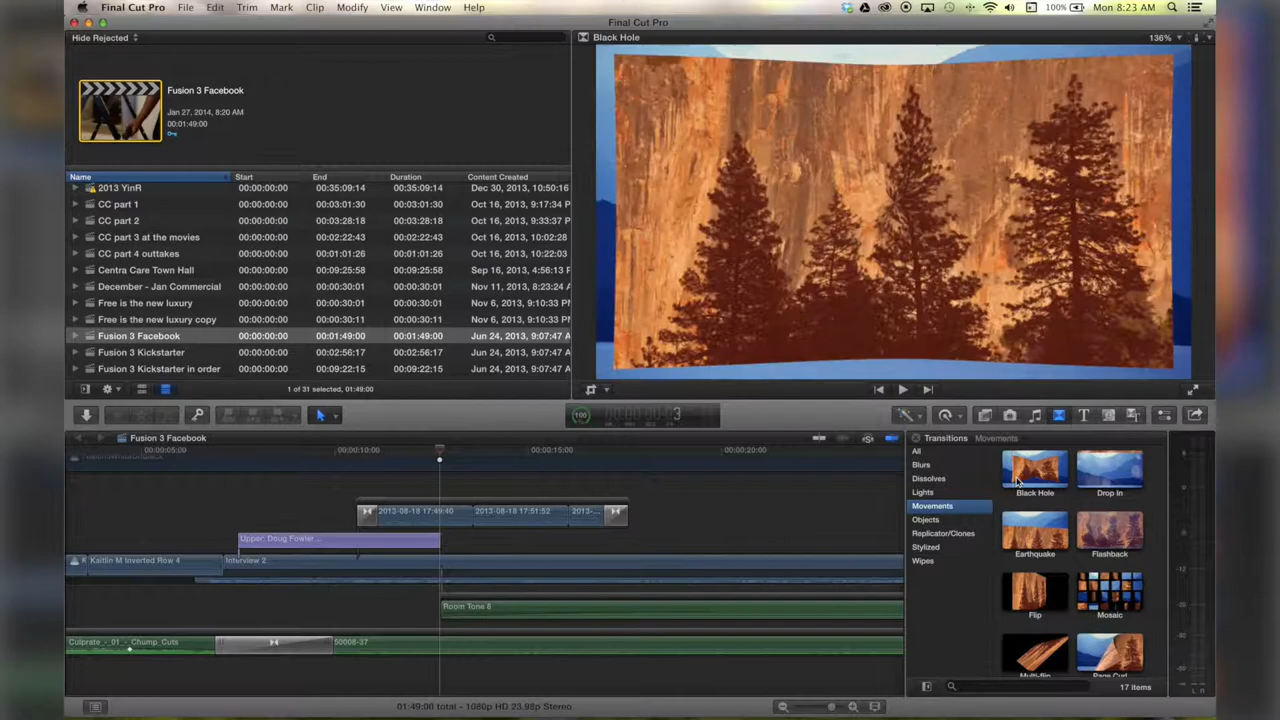 Final Cut Pro File Edit Trim Mark Clip Modify View Window Help 100% Mon 8:23 AM
Final Cut Pro
Hide Rejected
Black Hole 136%
Fusion 3 Facebook
Jan 27, 2014, 8:20 AM
00:01:49:00
Name Start End Duration Content Created
2013 YinR 00:00:00:00 00:35:09:14 00:35:09:14 Dec 30, 2013, 10:50:16
CC part 1 00:00:00:00 00:03:01:30 00:03:01:30 Oct 16, 2013, 9:17:34 P
CC part 2 00:00:00:00 00:03:28:18 00:03:28:18 Oct 16, 2013, 9:33:37 P
CC part 3 at the movies 00:00:00:00 00:02:22:43 00:02:22:43 Oct 16, 2013, 10:02:28
CC part 4 outtakes 00:00:00:00 00:01:01:26 00:01:01:26 Oct 16, 2013, 9:38:46 P
Centra Care Town Hall 00:00:00:00 00:09:25:58 00:09:25:58 Sep 16, 2013, 4:56:13 P
December - Jan Commercial 00:00:00:00 00:00:30:01 00:00:30:01 Nov 11, 2013, 8:23:24
Free is the new luxury 00:00:00:00 00:00:30:01 00:00:30:01 Nov 6, 2013, 9:10:33 P
Free is the new luxury copy 00:00:00:00 00:00:30:11 00:00:30:11 Nov 6, 2013, 9:10:33 P
Fusion 3 Facebook 00:00:00:00 00:01:49:00 00:01:49:00 Jun 24, 2013, 9:07:47 A
Fusion 3 Kickstarter 00:00:00:00 00:02:56:17 00:02:56:17 Jun 24, 2013, 9:07:47 A
Fusion 3 Kickstarter in order 00:00:00:00 00:09:22:15 00:09:22:15 Jun 24, 2013, 9:07:47 A
1 of 31 selected, 01:49:00
100 3
Fusion 3 Facebook
00:00:05:00 00:00:10:00 00:00:15:00 00:00:20:00
2013-08-18 17:49:40 2013-08-18 17:51:52 2013-...
Upper: Doug Fowler...
Kaitlin M Inverted Row 4 Interview 2
Room Tone 8
Culprate_-_01_-_Chump_Cuts 50008-37
Transitions Movements
All
Blurs
Dissolves
Lights
Movements
Objects
Replicator/Clones
Stylized
Wipes
Black Hole Drop In
Earthquake Flashback
Flip Mosaic
Multi-flip Page Curl
17 items
01:49:00 total - 1080p HD 23.98p Stereo